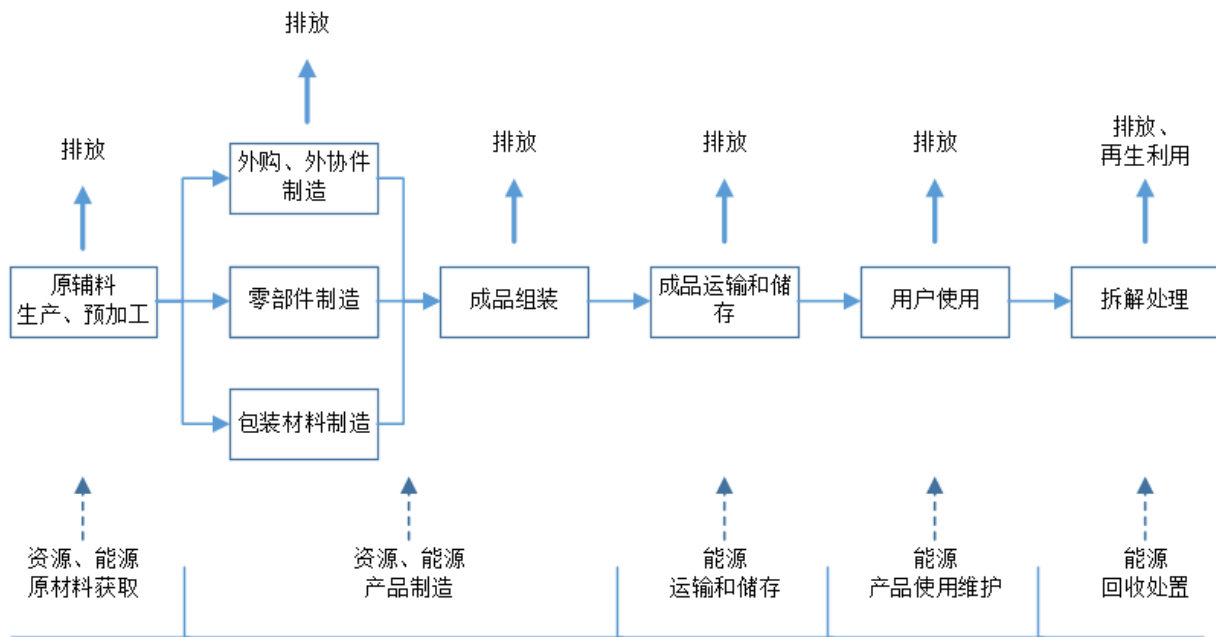 排放
排放
排放
排放
排放
排放、
再生利用
外购、外协件
制造
原辅料
生产、预加工
零部件制造
成品组装
成品运输和储
存
用户使用
拆解处理
包装材料制造
资源、能源
原材料获取
资源、能源
产品制造
能源
运输和储存
能源
产品使用维护
能源
回收处置